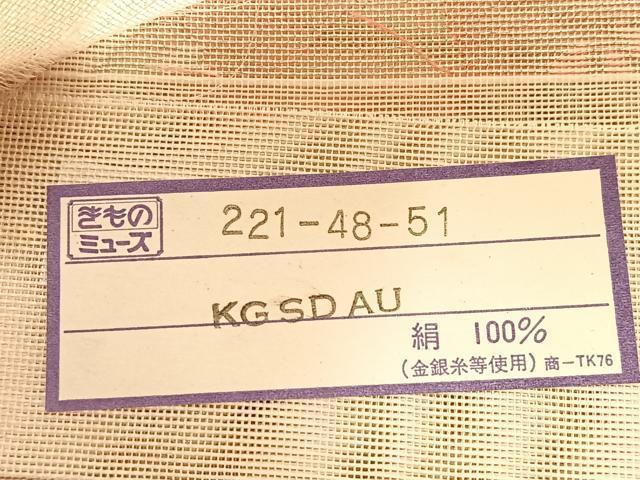 きもの
ミューズ
221-48-51
KG SD AU
絹 100%
(金銀糸等使用) 商-TK76